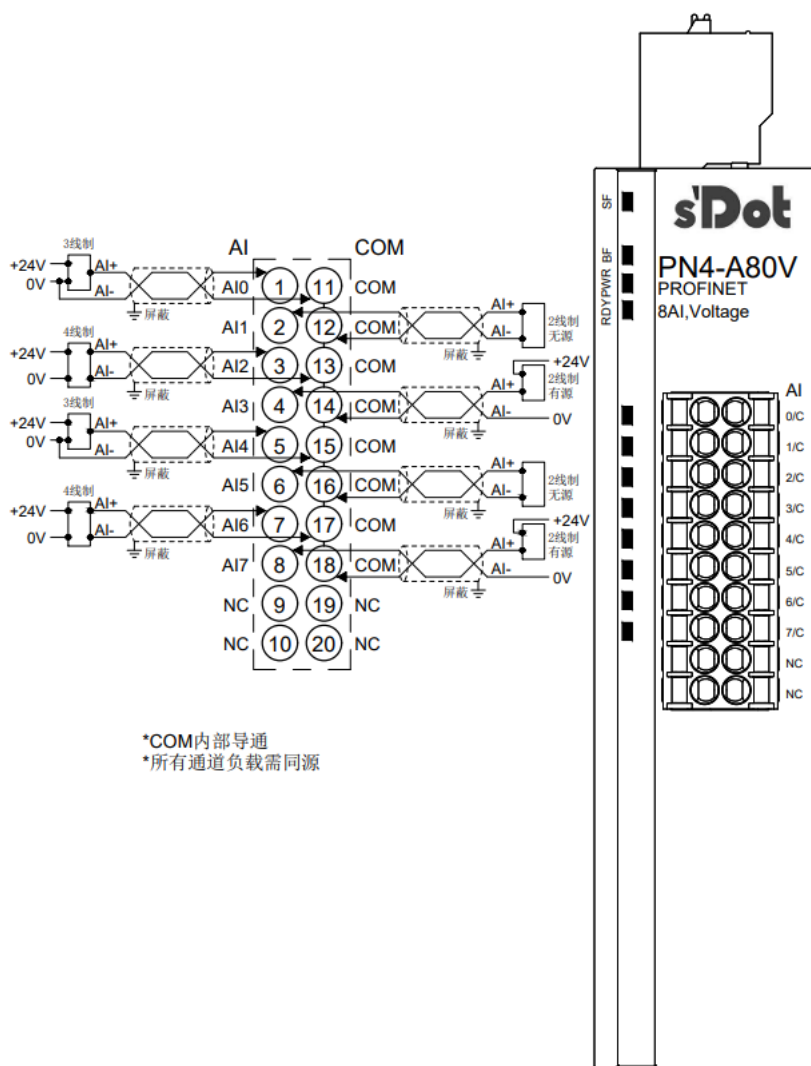 AI COM
3线制
+24V
0V
AI+
AI-
屏蔽
AI0 1 11 COM
AI1 2 12 COM
AI+
AI-
2线制
无源
屏蔽
4线制
+24V
0V
AI+
AI-
屏蔽
AI2 3 13 COM
AI3 4 14 COM
+24V
AI+
AI-
2线制
有源
0V
屏蔽
3线制
+24V
0V
AI+
AI-
屏蔽
AI4 5 15 COM
AI5 6 16 COM
AI+
AI-
2线制
无源
屏蔽
4线制
+24V
0V
AI+
AI-
屏蔽
AI6 7 17 COM
AI7 8 18 COM
+24V
AI+
AI-
2线制
有源
0V
屏蔽
NC 9 19 NC
NC 10 20 NC
*COM内部导通
*所有通道负载需同源
s'Dot
PN4-A80V
PROFINET
8AI,Voltage
SF
BF
PWR
RDY
AI
0/C
1/C
2/C
3/C
4/C
5/C
6/C
7/C
NC
NC